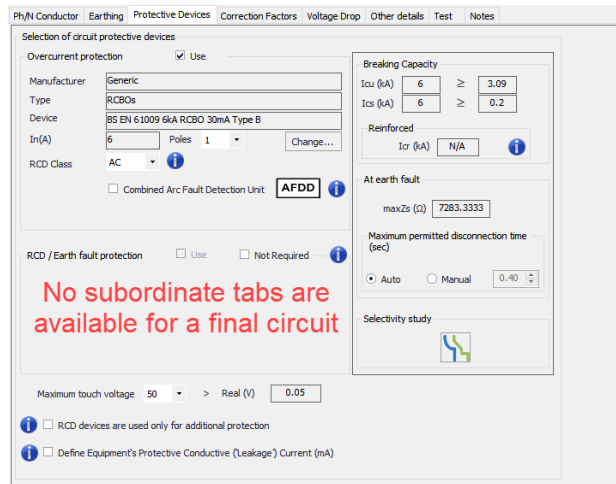 Ph/N Conductor Earthing Protective Devices Correction Factors Voltage Drop Other details Test Notes
Selection of circuit protective devices
Overcurrent protection Use
Manufacturer Generic
Type RCBOs
Device BS EN 61009 6kA RCBO 30mA Type B
In(A) 6 Poles 1 Change...
RCD Class AC
Combined Arc Fault Detection Unit AFDD
RCD / Earth fault protection Use Not Required
No subordinate tabs are
available for a final circuit
Breaking Capacity
Icu (kA) 6 ≥ 3.09
Ics (kA) 6 ≥ 0.2
Reinforced
Icr (kA) N/A
At earth fault
maxZs (Ω) 7283.3333
Maximum permitted disconnection time
(sec)
Auto Manual 0.40
Selectivity study
Maximum touch voltage 50 > Real (V) 0.05
RCD devices are used only for additional protection
Define Equipment's Protective Conductive ('Leakage') Current (mA)